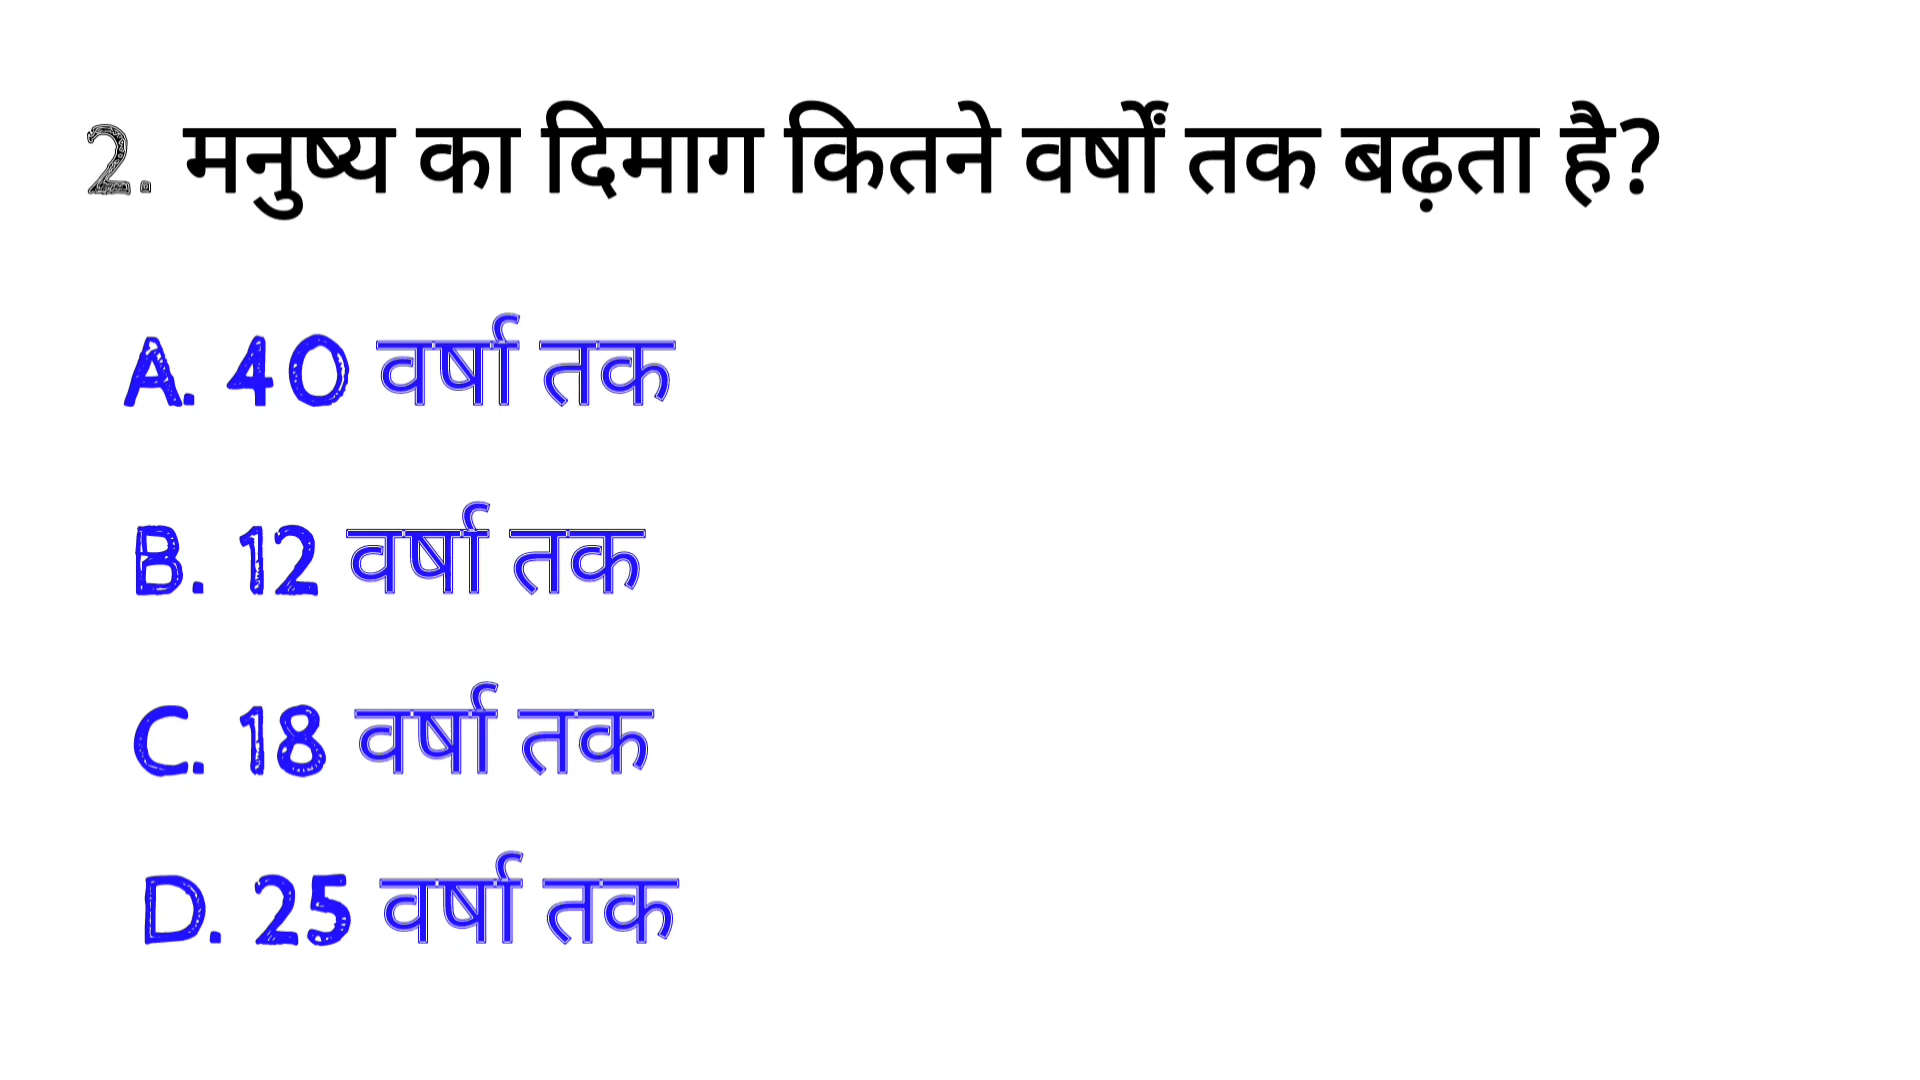 2. मनुष्य का दिमाग कितने वर्षों तक बढ़ता है?
A. 40 वर्षा तक
B. 12 वर्षा तक
C. 18 वर्षा तक
D. 25 वर्षा तक